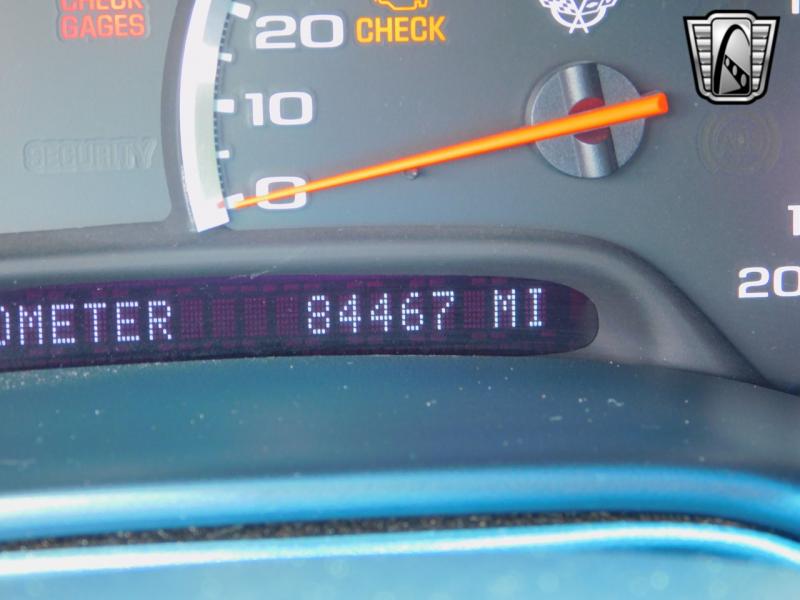 CHECK
GAGES
20
CHECK
10
SECURITY
0
20
OMETER 84467 MI